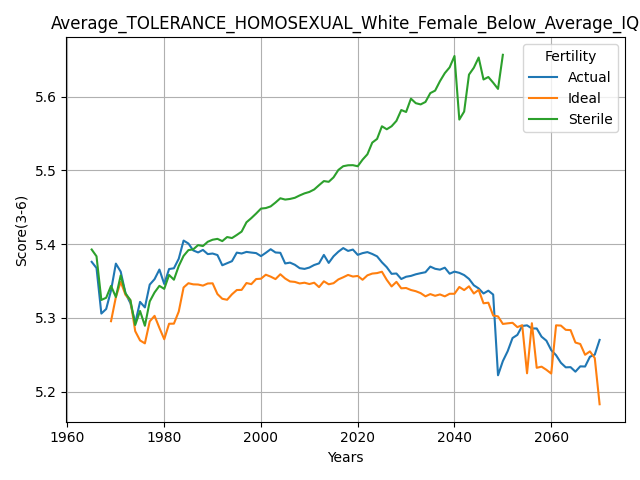 Average_TOLERANCE_HOMOSEXUAL_White_Female_Below_Average_IQ
Fertility
Actual
Ideal
Sterile
Score(3-6)
5.6
5.5
5.4
5.3
5.2
1960
1980
2000
2020
2040
2060
Years